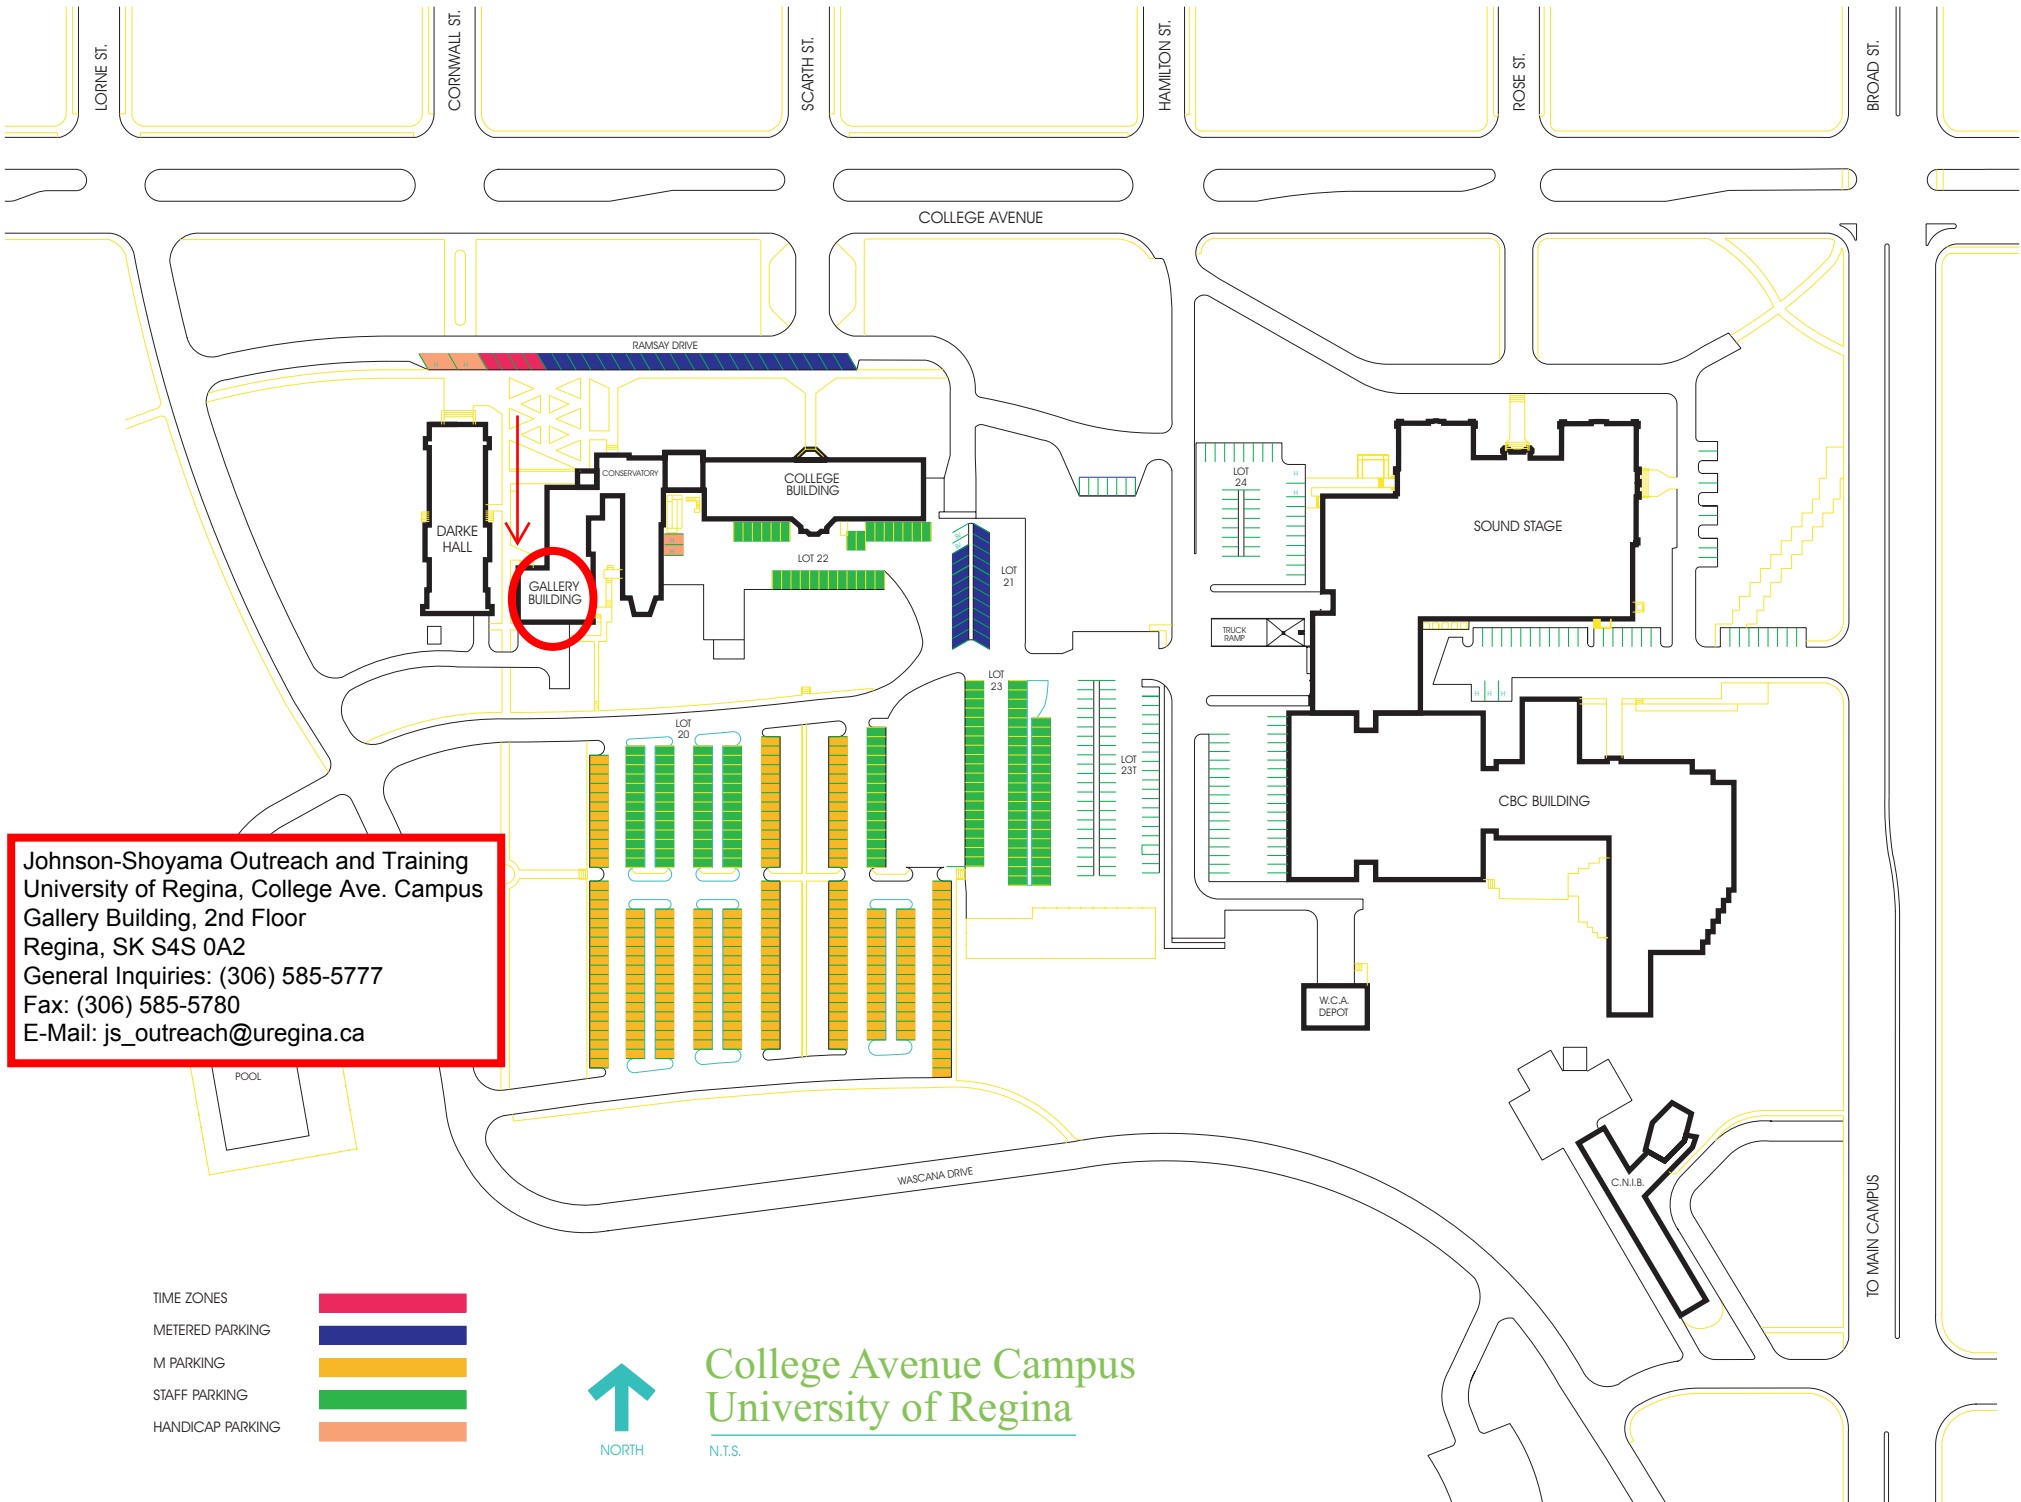 LORNE ST.
CORNWALL ST.
SCARTH ST.
HAMILTON ST.
ROSE ST.
BROAD ST.
COLLEGE AVENUE
RAMSAY DRIVE
H
H
CONSERVATORY
COLLEGE
BUILDING
DARKE
HALL
GALLERY
BUILDING
H
H
LOT 22
LOT
21
LOT
24
H
H
SOUND STAGE
TRUCK
RAMP
LOT
23
LOT
20
LOT
23T
H H H
CBC BUILDING
Johnson-Shoyama Outreach and Training
University of Regina, College Ave. Campus
Gallery Building, 2nd Floor
Regina, SK S4S 0A2
General Inquiries: (306) 585-5777
Fax: (306) 585-5780
E-Mail: js_outreach@uregina.ca
POOL
W.C.A.
DEPOT
C.N.I.B.
WASCANA DRIVE
TO MAIN CAMPUS
TIME ZONES
METERED PARKING
M PARKING
STAFF PARKING
HANDICAP PARKING
NORTH
College Avenue Campus
University of Regina
N.T.S.